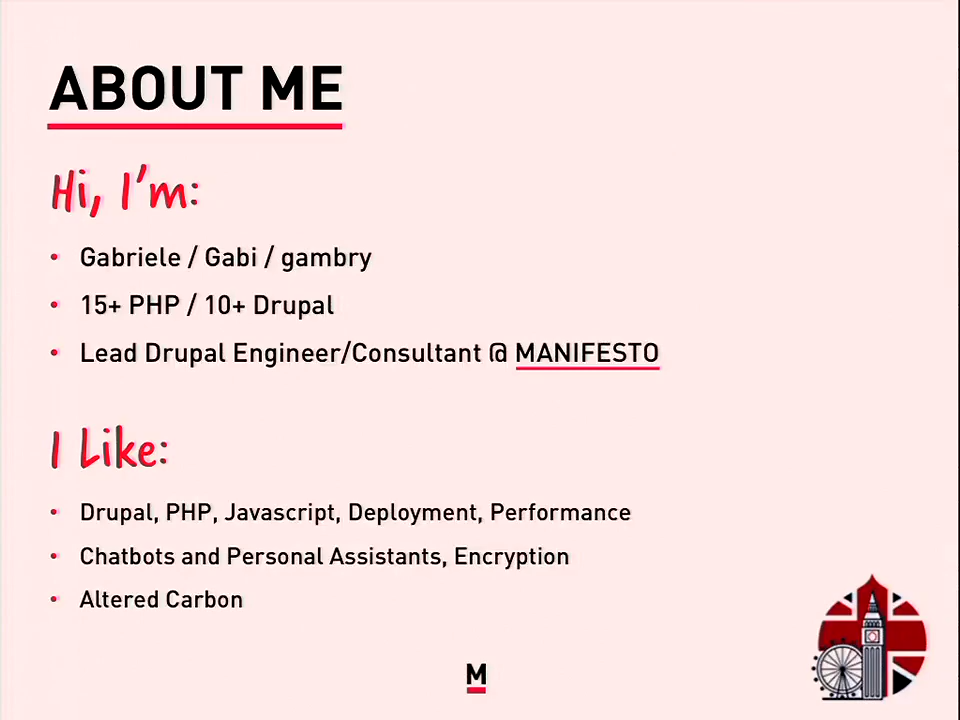 ABOUT ME
Hi, I'm:
• Gabriele / Gabi / gambry
• 15+ PHP / 10+ Drupal
• Lead Drupal Engineer/Consultant @ MANIFESTO
I Like:
• Drupal, PHP, Javascript, Deployment, Performance
• Chatbots and Personal Assistants, Encryption
• Altered Carbon
M